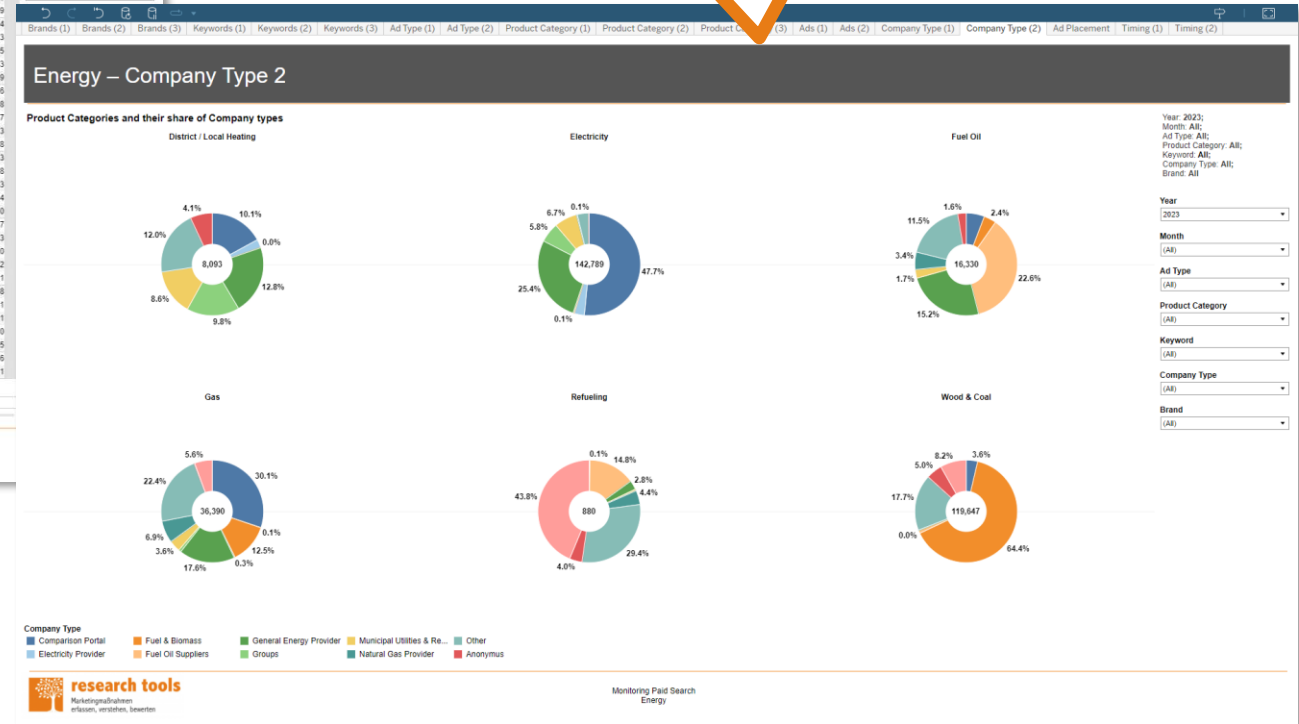 Brands (1) Brands (2) Brands (3) Keywords (1) Keywords (2) Keywords (3) Ad Type (1) Ad Type (2) Product Category (1) Product Category (2) Product (3) Ads (1) Ads (2) Company Type (1) Company Type (2) Ad Placement Timing (1) Timing (2)
Energy – Company Type 2
Product Categories and their share of Company types
District / Local Heating
4.1%
10.1%
12.0%
0.0%
8,093
12.8%
8.6%
9.8%
Electricity
0.1%
6.7%
5.8%
142,789
47.7%
25.4%
0.1%
Fuel Oil
1.6%
2.4%
11.5%
3.4%
16,330
22.6%
1.7%
15.2%
Gas
5.6%
30.1%
22.4%
36,390
0.1%
6.9%
3.6%
12.5%
0.3%
17.6%
Refueling
0.1%
14.8%
2.8%
4.4%
43.8%
880
29.4%
4.0%
Wood & Coal
8.2%
3.6%
5.0%
17.7%
119,647
0.0%
64.4%
Year: 2023;
Month: All;
Ad Type: All;
Product Category: All;
Keyword: All;
Company Type: All;
Brand: All
Year
2023
Month
(All)
Ad Type
(All)
Product Category
(All)
Keyword
(All)
Company Type
(All)
Brand
(All)
Company Type
Comparison Portal Fuel & Biomass General Energy Provider Municipal Utilities & Re... Other
Electricity Provider Fuel Oil Suppliers Groups Natural Gas Provider Anonymus
research tools
Marketingmaßnahmen
erfassen, verstehen, bewerten
Monitoring Paid Search
Energy